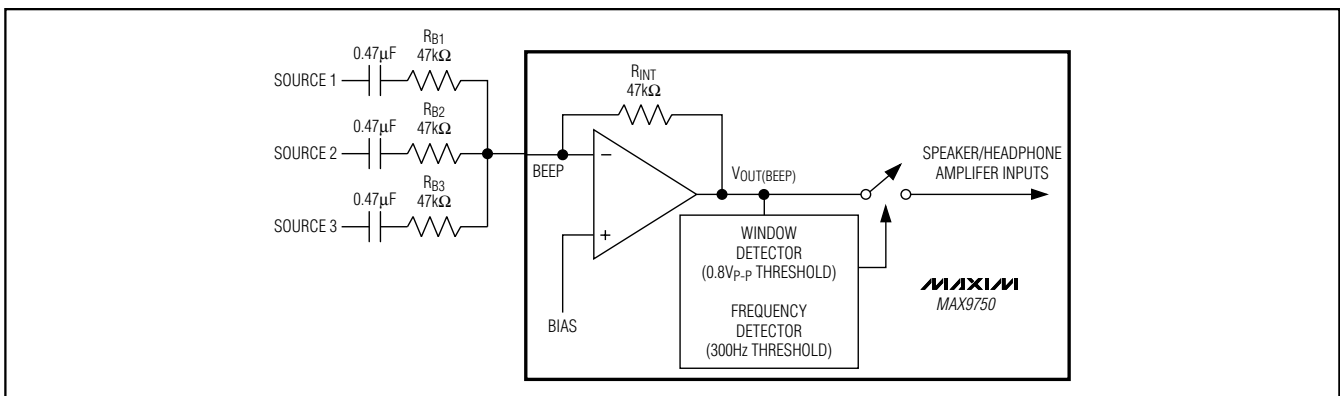 0.47µF
RB1
47kΩ
SOURCE 1
0.47µF
RB2
47kΩ
SOURCE 2
0.47µF
RB3
47kΩ
SOURCE 3
BEEP
RINT
47kΩ
−
+
BIAS
VOUT(BEEP)
WINDOW
DETECTOR
(0.8VP-P THRESHOLD)
FREQUENCY
DETECTOR
(300Hz THRESHOLD)
SPEAKER/HEADPHONE
AMPLIFER INPUTS
MAXIM
MAX9750